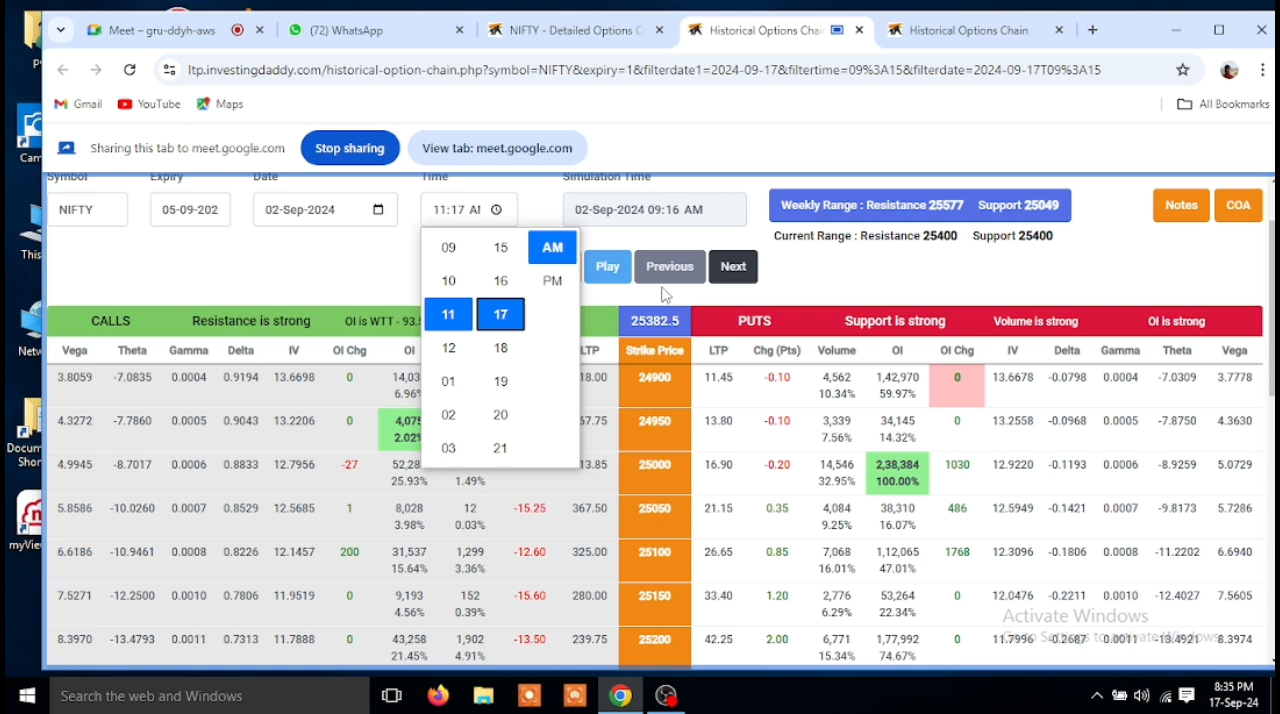 Meet – gru-ddyh-aws
(72) WhatsApp
NIFTY - Detailed Options C
Historical Options Chai
Historical Options Chain
ltp.investingdaddy.com/historical-option-chain.php?symbol=NIFTY&expiry=1&filterdate1=2024-09-17&filtertime=09%3A15&filterdate=2024-09-17T09%3A15
Gmail YouTube Maps All Bookmarks
Sharing this tab to meet.google.com Stop sharing View tab: meet.google.com
Symbol Expiry Date Time Simulation Time
NIFTY 05-09-202 02-Sep-2024 11:17 AM 02-Sep-2024 09:16 AM Weekly Range : Resistance 25577 Support 25049 Notes COA
Current Range : Resistance 25400 Support 25400
09 15 AM
10 16 PM
11 17
12 18
01 19
02 20
03 21
Play Previous Next
CALLS Resistance is strong OI is WTT - 93.5 25382.5 PUTS Support is strong Volume is strong OI is strong
Vega Theta Gamma Delta IV OI Chg OI LTP Strike Price LTP Chg (Pts) Volume OI OI Chg IV Delta Gamma Theta Vega
3.8059 -7.0835 0.0004 0.9194 13.6698 0 14,03 18.00 24900 11.45 -0.10 4,562 1,42,970 0 13.6678 -0.0798 0.0004 -7.0309 3.7778
6.96% 10.34% 59.97%
4.3272 -7.7860 0.0005 0.9043 13.2206 0 4,075 67.75 24950 13.80 -0.10 3,339 34,145 0 13.2558 -0.0968 0.0005 -7.8750 4.3630
2.02% 7.56% 14.32%
4.9945 -8.7017 0.0006 0.8833 12.7956 -27 52,28 13.85 25000 16.90 -0.20 14,546 2,38,384 1030 12.9220 -0.1193 0.0006 -8.9259 5.0729
25.93% 1.49% 32.95% 100.00%
5.8586 -10.0260 0.0007 0.8529 12.5685 1 8,028 12 -15.25 367.50 25050 21.15 0.35 4,084 38,310 486 12.5949 -0.1421 0.0007 -9.8173 5.7286
3.98% 0.03% 9.25% 16.07%
6.6186 -10.9461 0.0008 0.8226 12.1457 200 31,537 1,299 -12.60 325.00 25100 26.65 0.85 7,068 1,12,065 1768 12.3096 -0.1806 0.0008 -11.2202 6.6940
15.64% 3.36% 16.01% 47.01%
7.5271 -12.2500 0.0010 0.7806 11.9519 0 9,193 152 -15.60 280.00 25150 33.40 1.20 2,776 53,264 0 12.0476 -0.2211 0.0010 -12.4027 7.5605
4.56% 0.39% 6.29% 22.34%
8.3970 -13.4793 0.0011 0.7313 11.7888 0 43,258 1,902 -13.50 239.75 25200 42.25 2.00 6,771 1,77,992 0 11.7996 -0.2687 0.0011 -13.4921 8.3974
21.45% 4.91% 15.34% 74.67%
Activate Windows
Go to Settings to activate Windows.
This
Netw
Docum
Shor
myVie
Search the web and Windows
8:35 PM
17-Sep-24